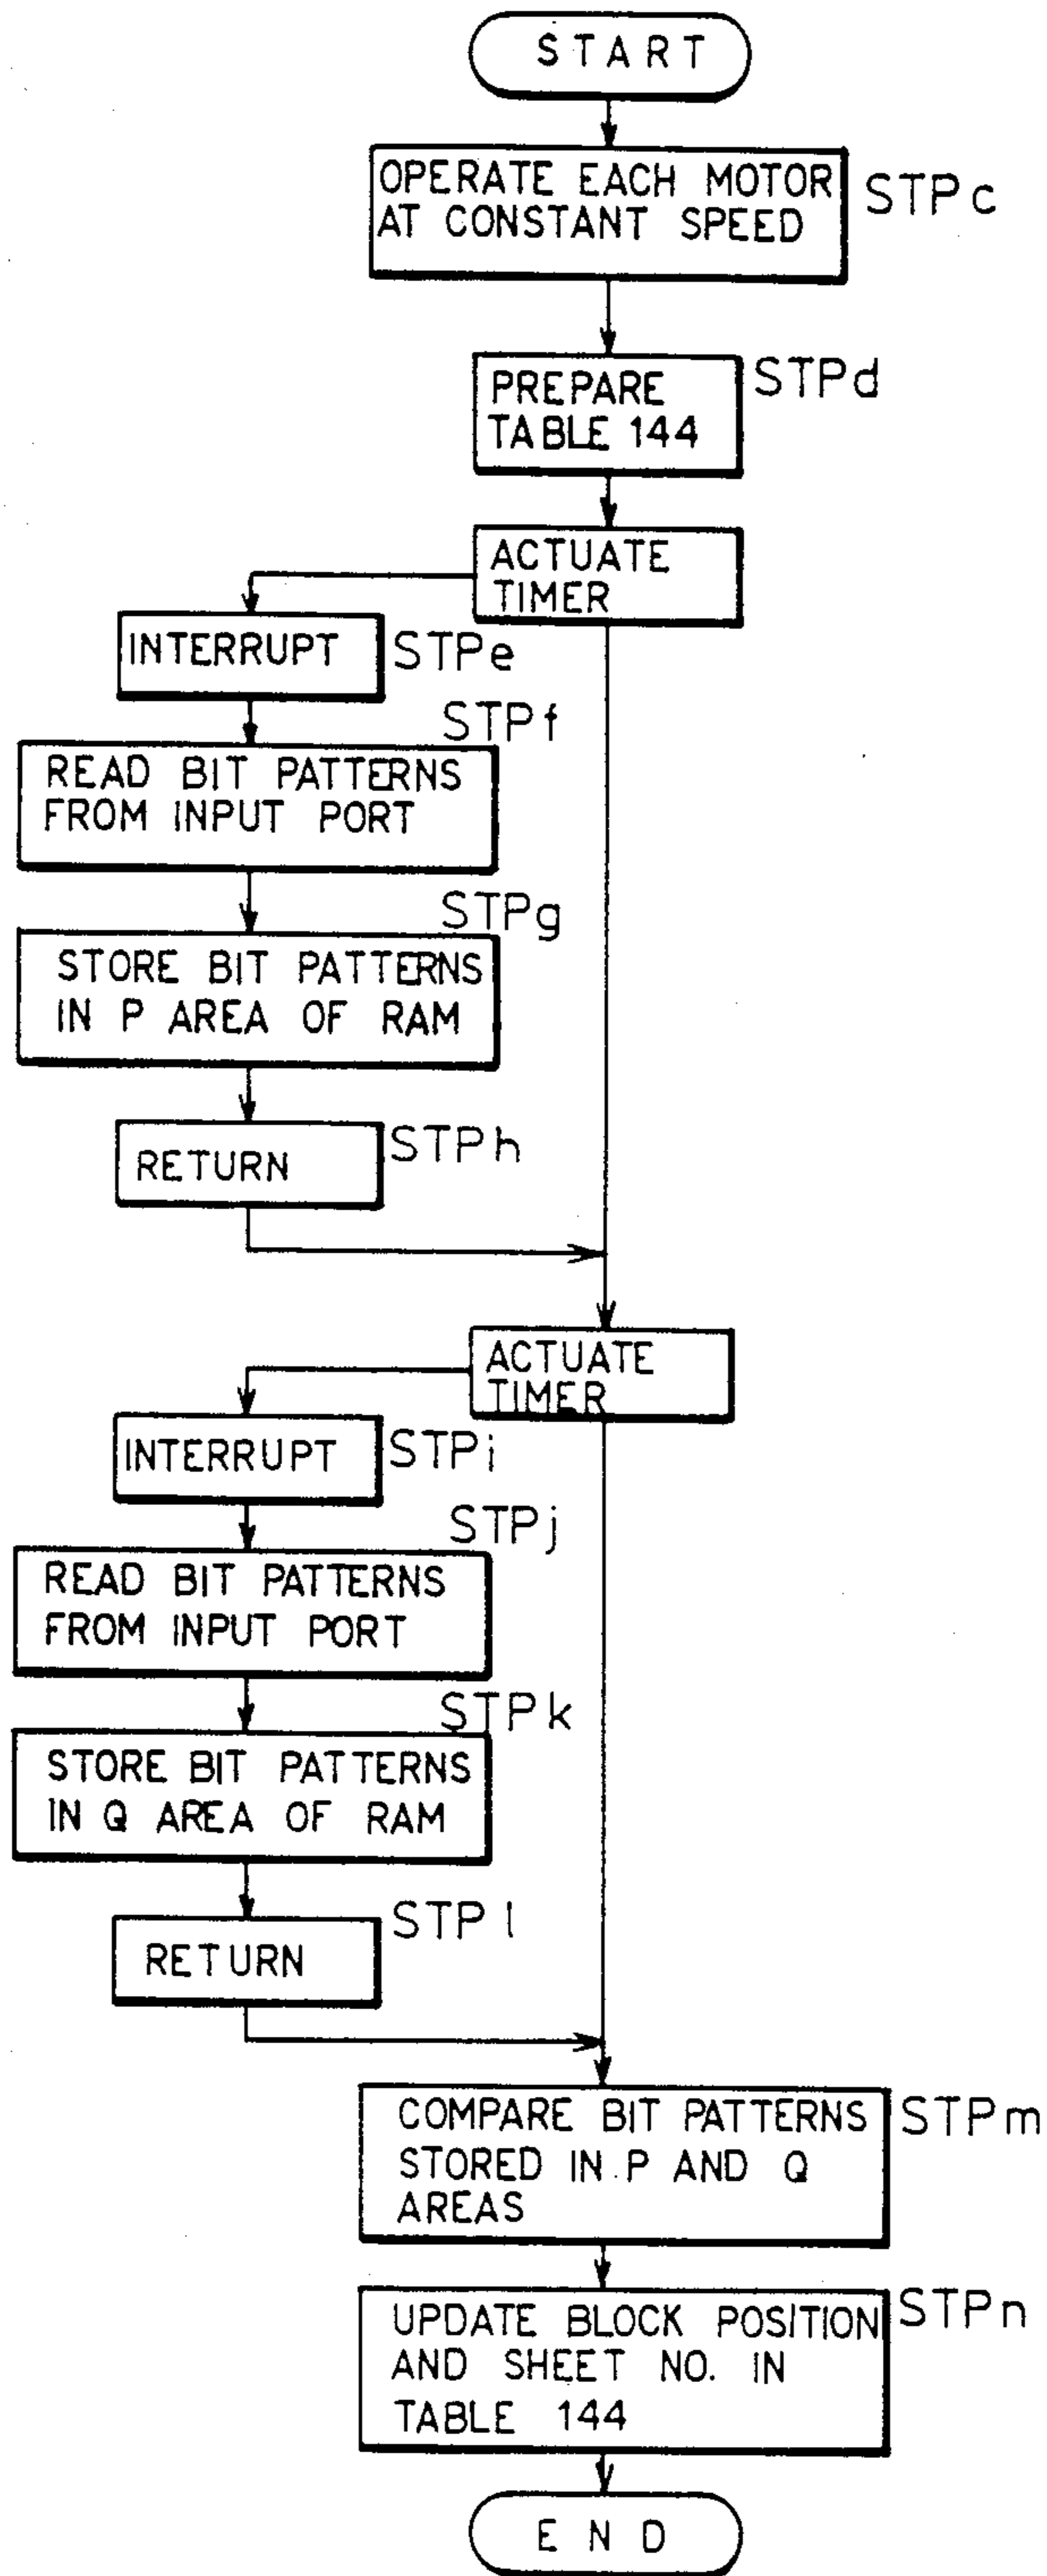 START
OPERATE EACH MOTOR
AT CONSTANT SPEED
STPc
PREPARE
TABLE 144
STPd
ACTUATE
TIMER
INTERRUPT
STPe
STPf
READ BIT PATTERNS
FROM INPUT PORT
STPg
STORE BIT PATTERNS
IN P AREA OF RAM
RETURN
STPh
ACTUATE
TIMER
INTERRUPT
STPi
STPj
READ BIT PATTERNS
FROM INPUT PORT
STPk
STORE BIT PATTERNS
IN Q AREA OF RAM
RETURN
STPl
COMPARE BIT PATTERNS
STORED IN P AND Q
AREAS
STPm
UPDATE BLOCK POSITION
AND SHEET NO. IN
TABLE 144
STPn
END